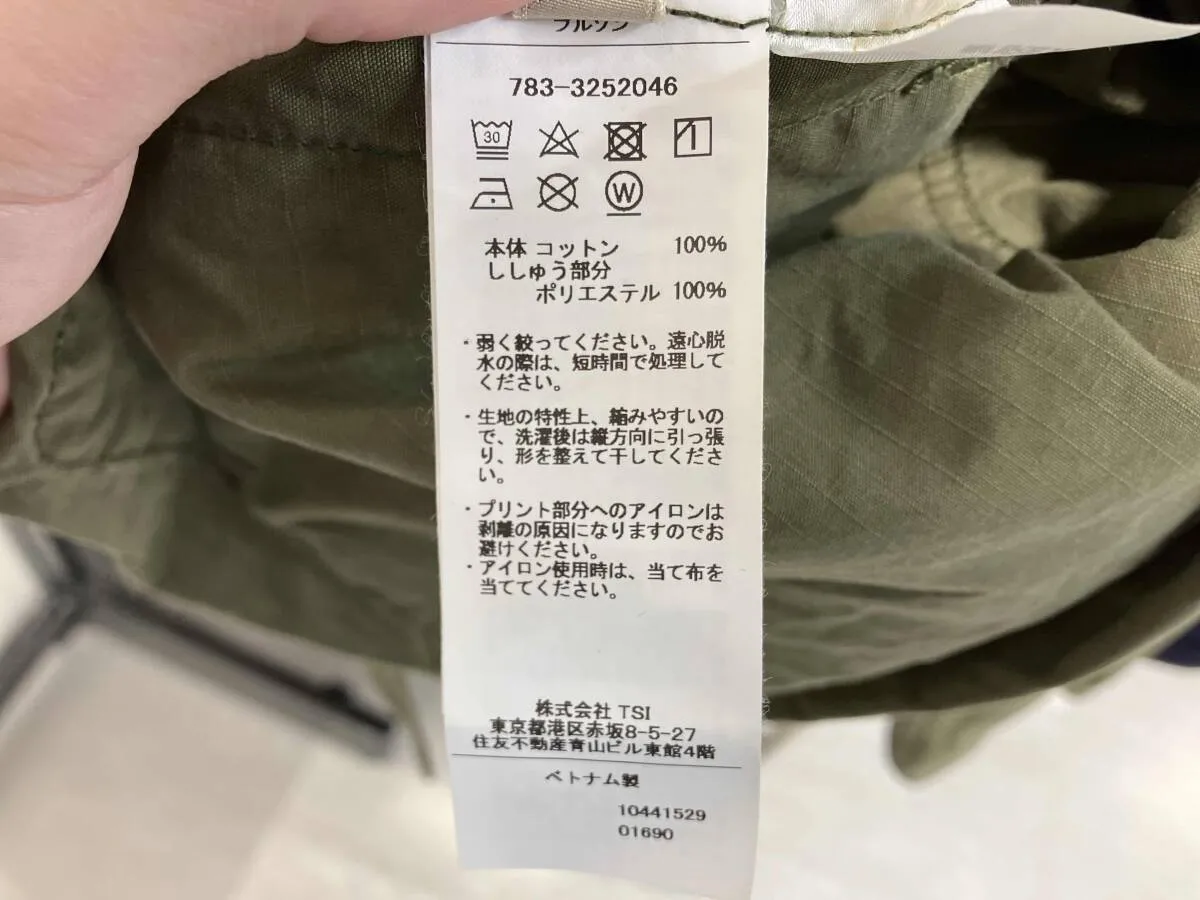 ブルゾン
783-3252046
30
W
本体 コットン 100%
ししゅう部分
ポリエステル 100%
・弱く絞ってください。遠心脱
水の際は、短時間で処理して
ください。
・生地の特性上、縮みやすいの
で、洗濯後は縦方向に引っ張
り、形を整えて干してくださ
い。
・プリント部分へのアイロンは
剥離の原因になりますのでお
避けください。
・アイロン使用時は、当て布を
当ててください。
株式会社 TSI
東京都港区赤坂8-5-27
住友不動産青山ビル東館4階
ベトナム製
10441529
01690